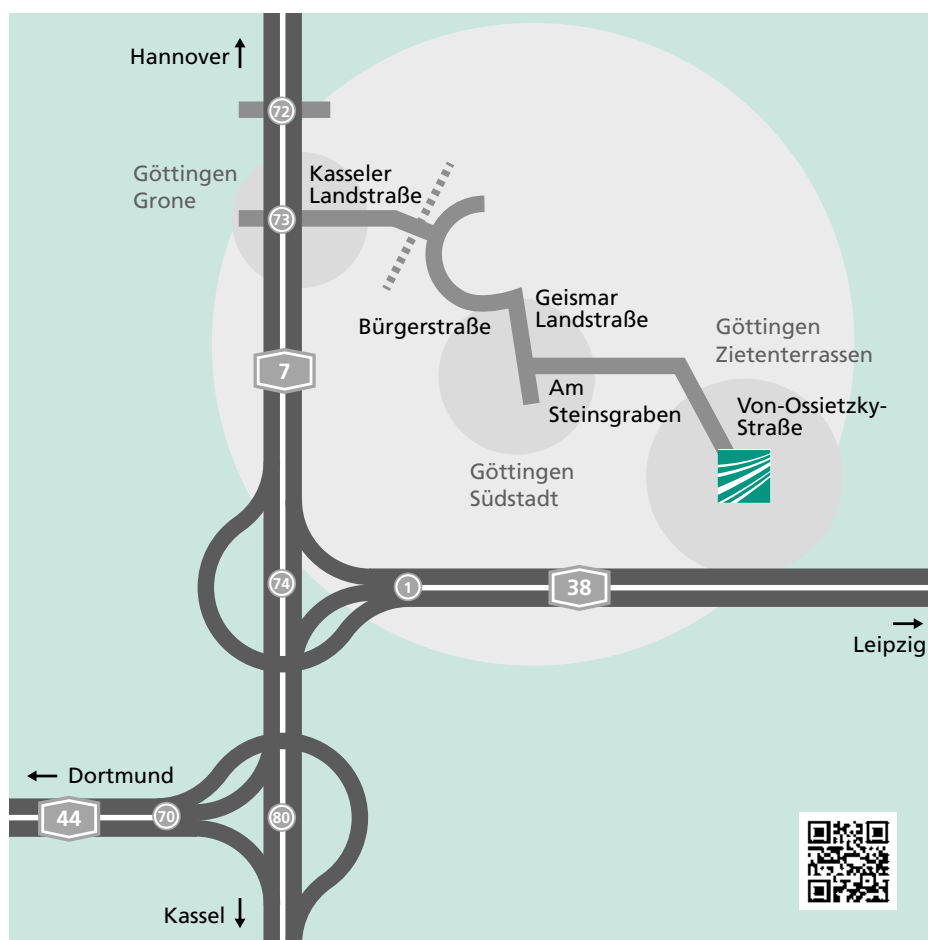 Hannover
72
Göttingen
Grone
Kasseler
Landstraße
73
Bürgerstraße
Geismar
Landstraße
Göttingen
Zietenterrassen
7
Am
Steinsgraben
Von-Ossietzky-
Straße
Göttingen
Südstadt
74
1
38
Leipzig
Dortmund
44
70
80
Kassel